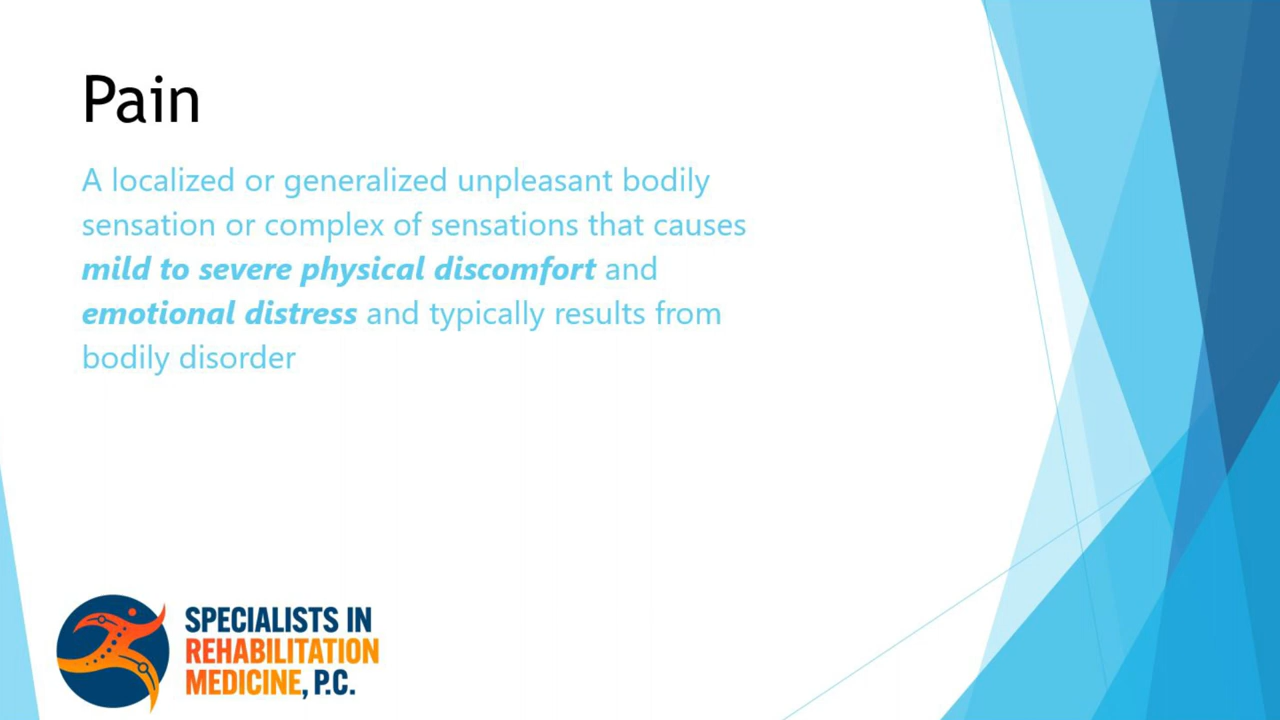 Pain
A localized or generalized unpleasant bodily
sensation or complex of sensations that causes
mild to severe physical discomfort and
emotional distress and typically results from
bodily disorder
SPECIALISTS IN
REHABILITATION
MEDICINE, P.C.